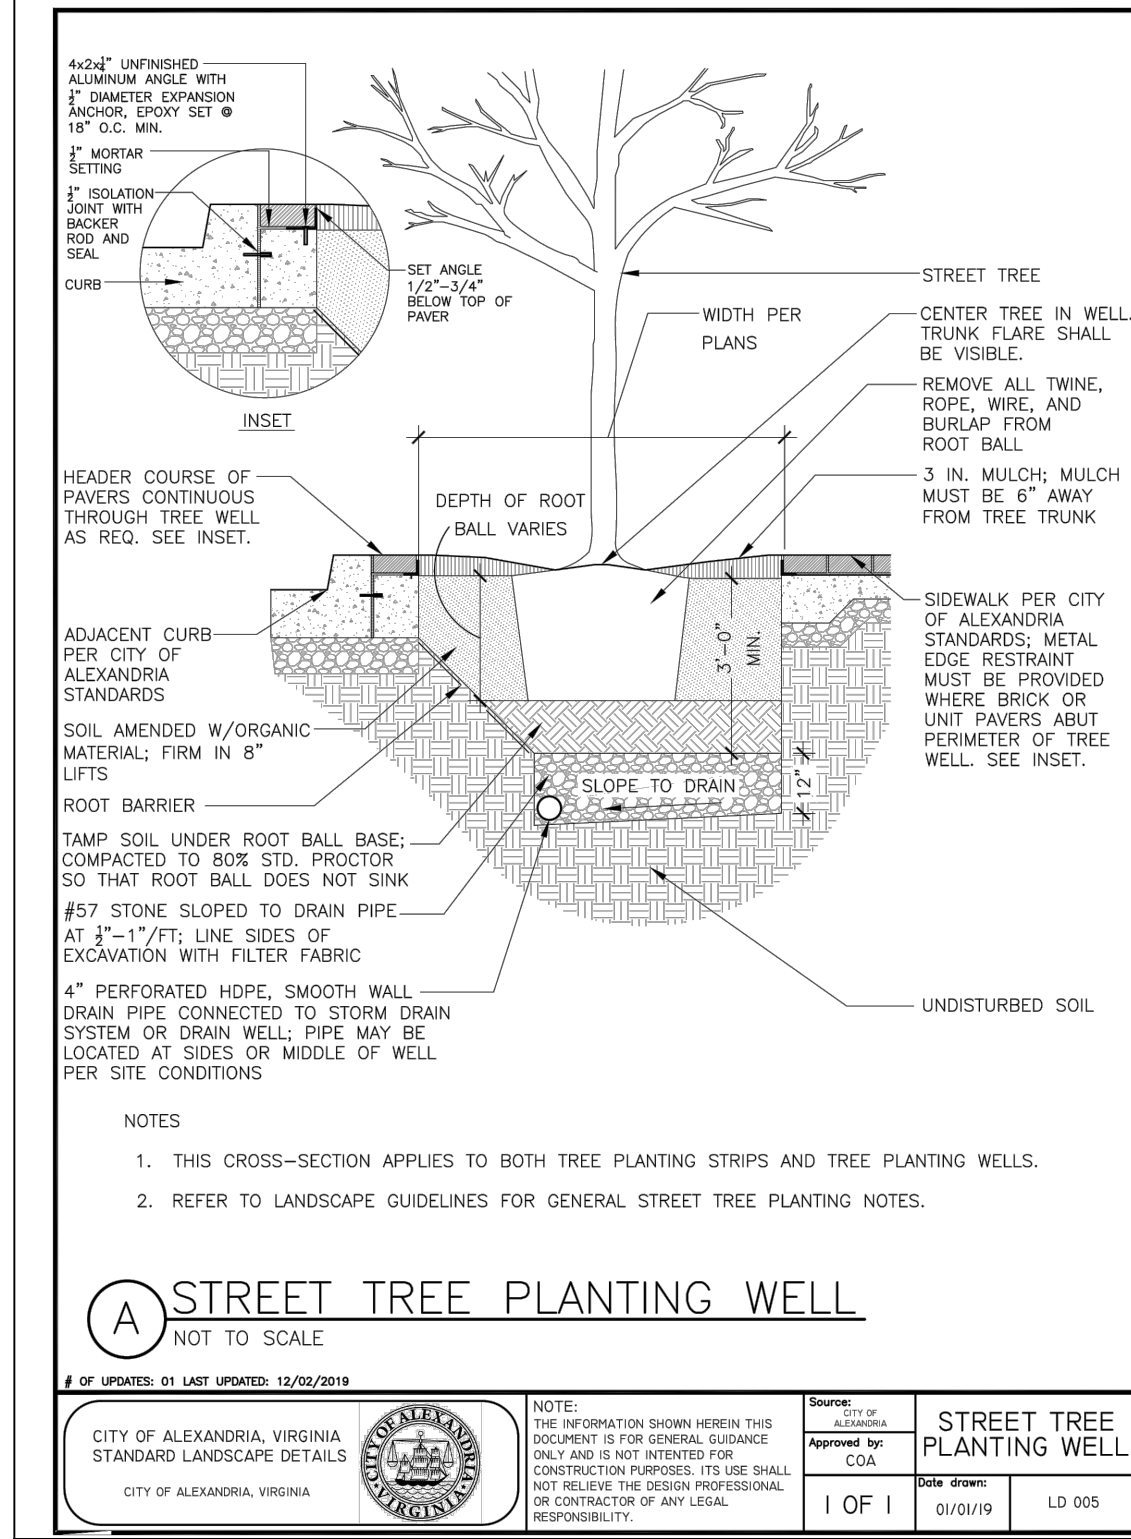 4x2x¼" UNFINISHED
ALUMINUM ANGLE WITH
½" DIAMETER EXPANSION
ANCHOR, EPOXY SET @
18" O.C. MIN.
½" MORTAR
SETTING
½" ISOLATION
JOINT WITH
BACKER
ROD AND
SEAL
CURB
SET ANGLE
1/2"-3/4"
BELOW TOP OF
PAVER
INSET
STREET TREE
WIDTH PER
PLANS
CENTER TREE IN WELL.
TRUNK FLARE SHALL
BE VISIBLE.
REMOVE ALL TWINE,
ROPE, WIRE, AND
BURLAP FROM
ROOT BALL
HEADER COURSE OF
PAVERS CONTINUOUS
THROUGH TREE WELL
AS REQ. SEE INSET.
DEPTH OF ROOT
BALL VARIES
3 IN. MULCH; MULCH
MUST BE 6" AWAY
FROM TREE TRUNK
ADJACENT CURB
PER CITY OF
ALEXANDRIA
STANDARDS
3'-0"
MIN.
SIDEWALK PER CITY
OF ALEXANDRIA
STANDARDS; METAL
EDGE RESTRAINT
MUST BE PROVIDED
WHERE BRICK OR
UNIT PAVERS ABUT
PERIMETER OF TREE
WELL. SEE INSET.
SOIL AMENDED W/ORGANIC
MATERIAL; FIRM IN 8"
LIFTS
ROOT BARRIER
SLOPE TO DRAIN
12"
TAMP SOIL UNDER ROOT BALL BASE;
COMPACTED TO 80% STD. PROCTOR
SO THAT ROOT BALL DOES NOT SINK
#57 STONE SLOPED TO DRAIN PIPE
AT ½"-1"/FT; LINE SIDES OF
EXCAVATION WITH FILTER FABRIC
4" PERFORATED HDPE, SMOOTH WALL
DRAIN PIPE CONNECTED TO STORM DRAIN
SYSTEM OR DRAIN WELL; PIPE MAY BE
LOCATED AT SIDES OR MIDDLE OF WELL
PER SITE CONDITIONS
UNDISTURBED SOIL
NOTES
1. THIS CROSS-SECTION APPLIES TO BOTH TREE PLANTING STRIPS AND TREE PLANTING WELLS.
2. REFER TO LANDSCAPE GUIDELINES FOR GENERAL STREET TREE PLANTING NOTES.
A STREET TREE PLANTING WELL
NOT TO SCALE
# OF UPDATES: 01 LAST UPDATED: 12/02/2019
CITY OF ALEXANDRIA, VIRGINIA
STANDARD LANDSCAPE DETAILS
CITY OF ALEXANDRIA, VIRGINIA
CITY OF ALEXANDRIA
VIRGINIA
NOTE:
THE INFORMATION SHOWN HEREIN THIS
DOCUMENT IS FOR GENERAL GUIDANCE
ONLY AND IS NOT INTENTED FOR
CONSTRUCTION PURPOSES. ITS USE SHALL
NOT RELIEVE THE DESIGN PROFESSIONAL
OR CONTRACTOR OF ANY LEGAL
RESPONSIBILITY.
Source:
CITY OF
ALEXANDRIA
Approved by:
COA
1 OF 1
STREET TREE
PLANTING WELL
Date drawn:
01/01/19
LD 005